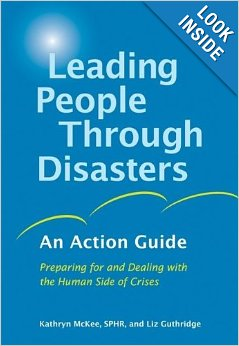 LOOK
INSIDE
Leading
People
Through
Disasters
An Action Guide
Preparing for and Dealing with
the Human Side of Crises
Kathryn McKee, SPHR, and Liz Guthridge